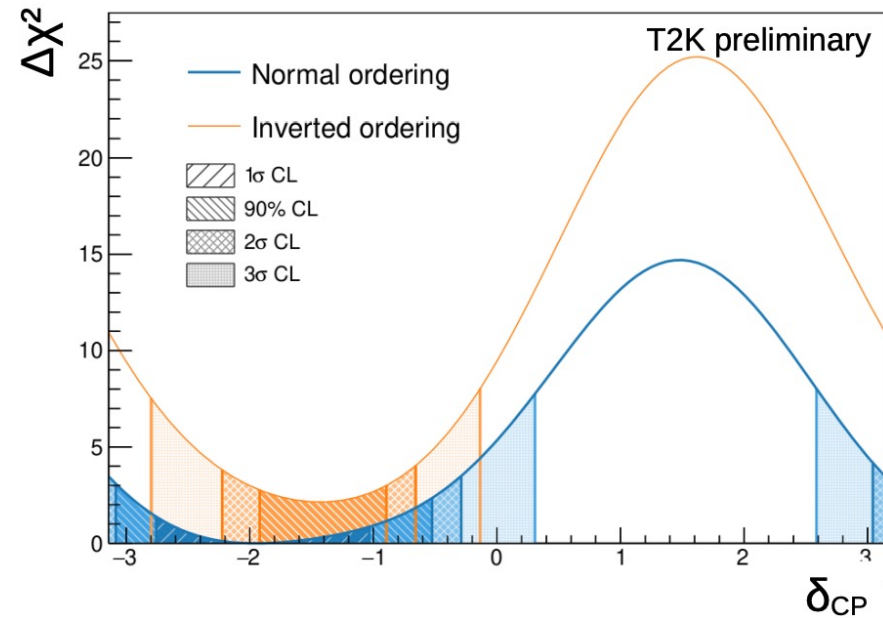 Δχ²
T2K preliminary
25
20
15
10
5
0
Normal ordering
Inverted ordering
1σ CL
90% CL
2σ CL
3σ CL
−3 −2 −1 0 1 2 3
δCP